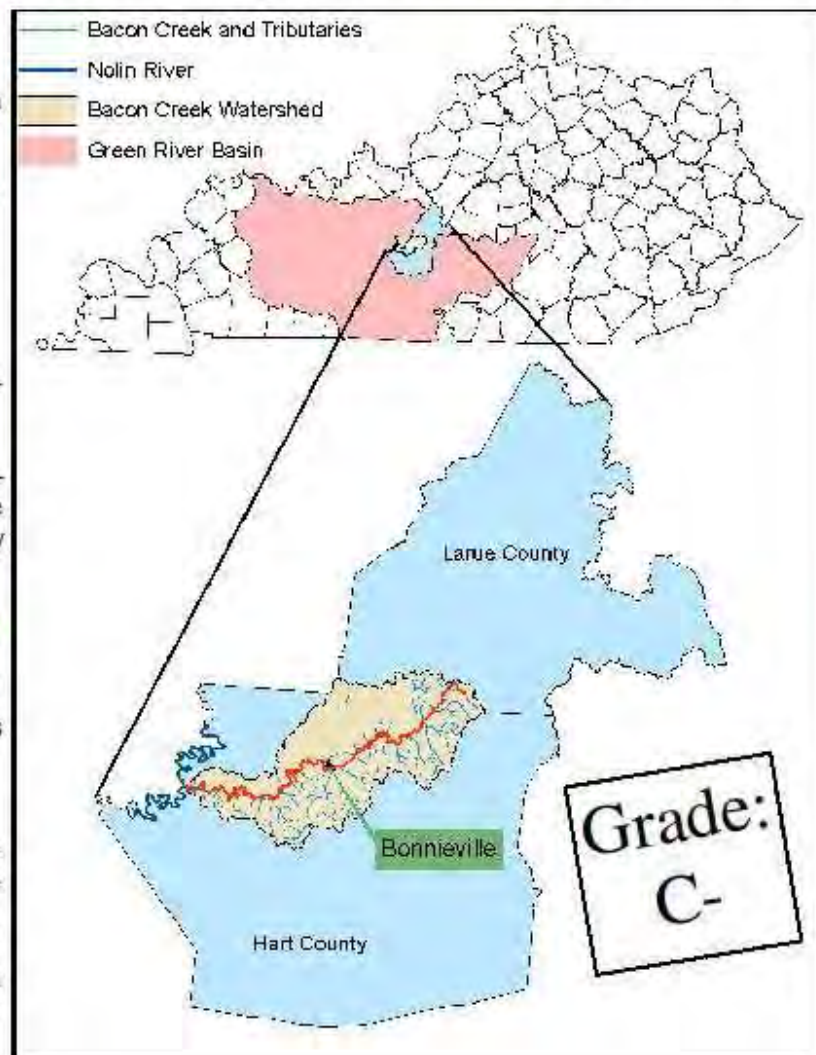 Bacon Creek and Tributaries
Nolin River
Bacon Creek Watershed
Green River Basin
Larue County
Bonnieville
Hart County
Grade:
C-